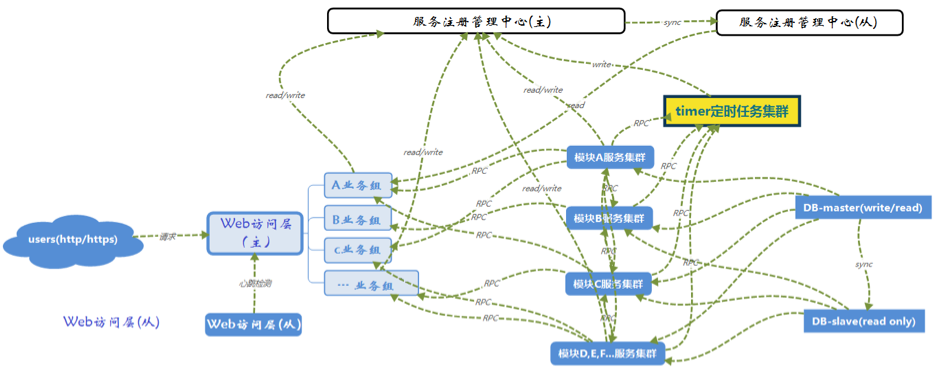 服务注册管理中心(主)
sync
服务注册管理中心(从)
write
read/write
read
timer定时任务集群
RPC
read/write
模块A服务集群
RPC
RPC
A业务组
RPC
read/write
DB-master(write/read)
Web访问层
(主)
B业务组
RPC
模块B服务集群
users(http/https)
请求
RPC
c业务组
RPC
RPC
sync
心跳检测
… 业务组
RPC
模块C服务集群
RPC
Web访问层(从)
Web访问层(从)
RPC
RPC
DB-slave(read only)
模块D,E,F...服务集群